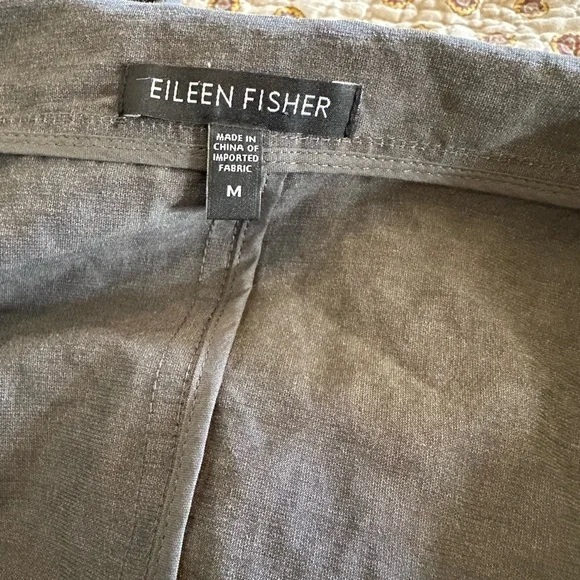 EILEEN FISHER
MADE IN
CHINA OF
IMPORTED
FABRIC
M